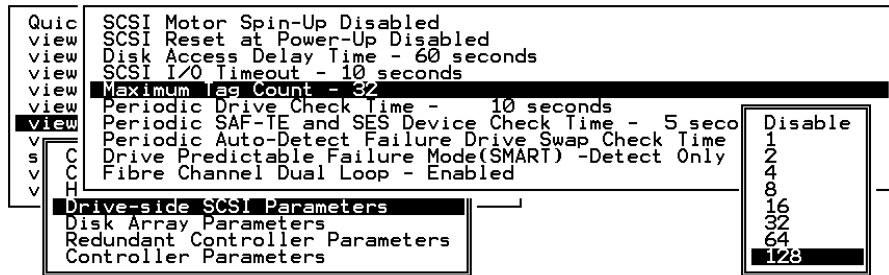 Quic
view
view
view
view
view
view
v
s
v
v
SCSI Motor Spin-Up Disabled
SCSI Reset at Power-Up Disabled
Disk Access Delay Time - 60 seconds
SCSI I/O Timeout - 10 seconds
Maximum Tag Count - 32
Periodic Drive Check Time -    10 seconds
Periodic SAF-TE and SES Device Check Time -  5 seco
Periodic Auto-Detect Failure Drive Swap Check Time
Drive Predictable Failure Mode(SMART) -Detect Only
Fibre Channel Dual Loop - Enabled
C
C
H
Drive-side SCSI Parameters
Disk Array Parameters
Redundant Controller Parameters
Controller Parameters
Disable
1
2
4
8
16
32
64
128